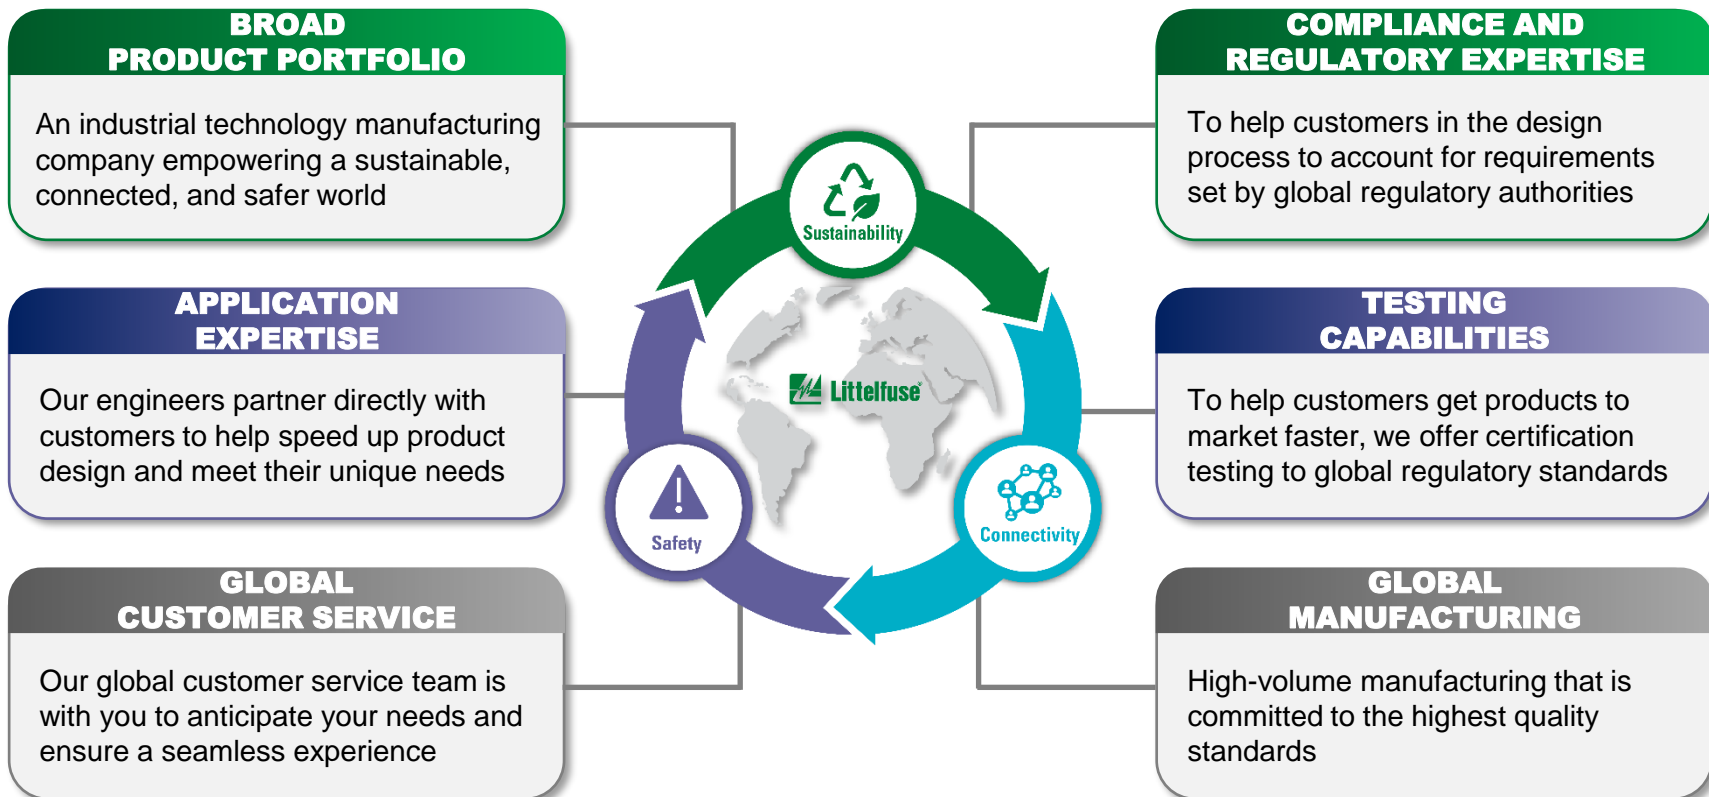 BROAD
PRODUCT PORTFOLIO
An industrial technology manufacturing
company empowering a sustainable,
connected, and safer world
APPLICATION
EXPERTISE
Our engineers partner directly with
customers to help speed up product
design and meet their unique needs
GLOBAL
CUSTOMER SERVICE
Our global customer service team is
with you to anticipate your needs and
ensure a seamless experience
Sustainability
Littelfuse®
Safety
Connectivity
COMPLIANCE AND
REGULATORY EXPERTISE
To help customers in the design
process to account for requirements
set by global regulatory authorities
TESTING
CAPABILITIES
To help customers get products to
market faster, we offer certification
testing to global regulatory standards
GLOBAL
MANUFACTURING
High-volume manufacturing that is
committed to the highest quality
standards